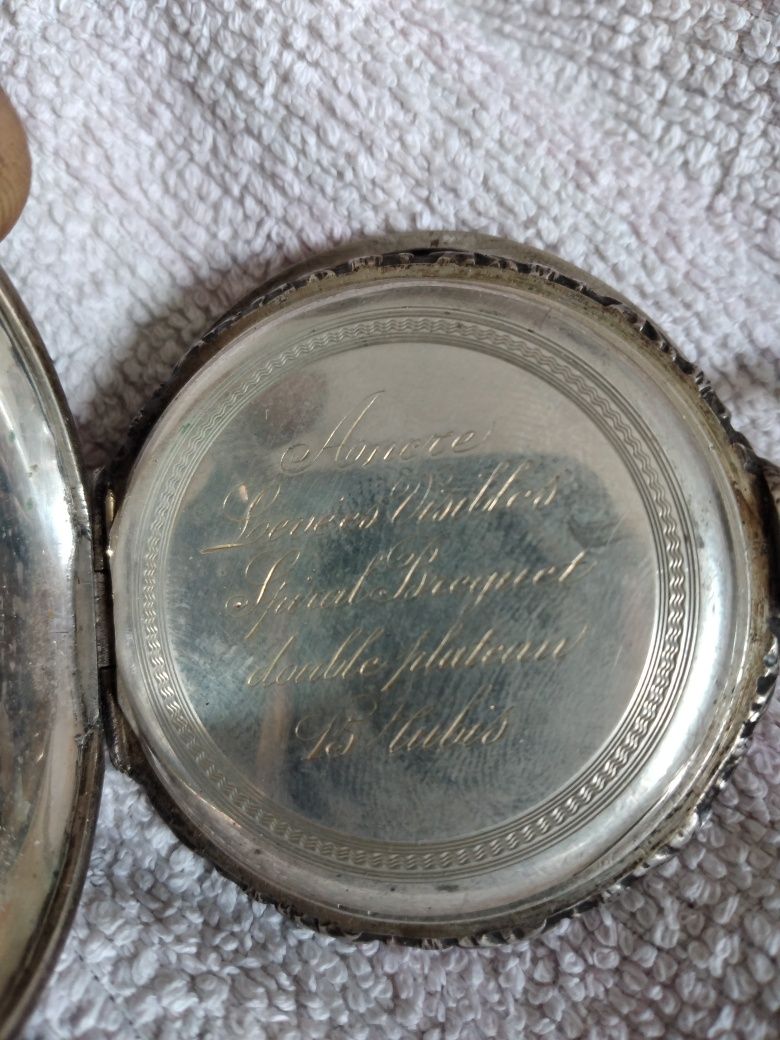 Ancre
Levées Visibles
Spiral Breguet
double plateau
15 Rubis